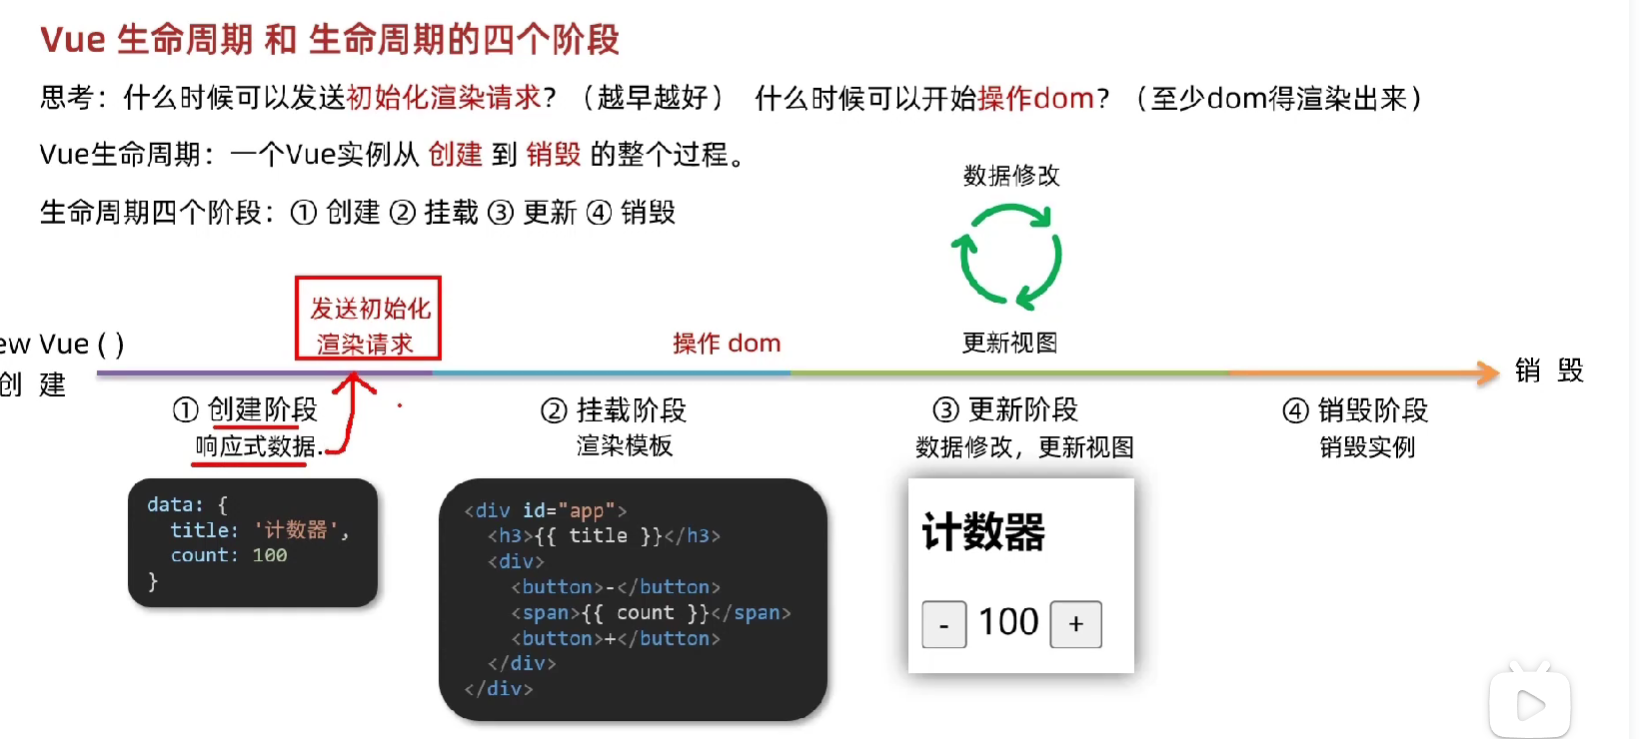 Vue 生命周期 和 生命周期的四个阶段
思考：什么时候可以发送初始化渲染请求？（越早越好） 什么时候可以开始操作dom？（至少dom得渲染出来）
Vue生命周期：一个Vue实例从 创建 到 销毁 的整个过程。
生命周期四个阶段：① 创建 ② 挂载 ③ 更新 ④ 销毁
数据修改
更新视图
发送初始化
渲染请求
操作 dom
ew Vue ( )
创 建
销 毁
① 创建阶段
响应式数据.
② 挂载阶段
渲染模板
③ 更新阶段
数据修改，更新视图
④ 销毁阶段
销毁实例
data: {
title: '计数器',
count: 100
}
<div id="app">
<h3>{{ title }}</h3>
<div>
<button>-</button>
<span>{{ count }}</span>
<button>+</button>
</div>
</div>
计数器
- 100 +